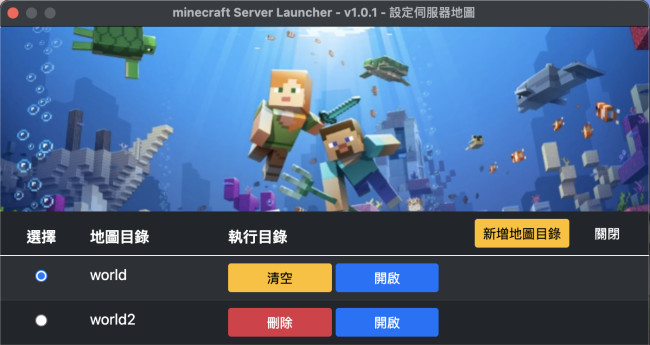 minecraft Server Launcher - v1.0.1 - 設定伺服器地圖
選擇 地圖目錄 執行目錄 新增地圖目錄 關閉
world 清空 開啟
world2 刪除 開啟